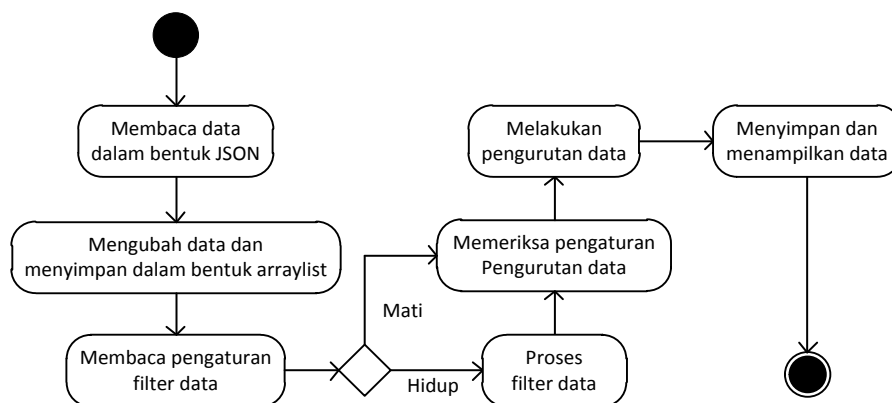 Membaca data
dalam bentuk JSON
Mengubah data dan
menyimpan dalam bentuk arraylist
Membaca pengaturan
filter data
Mati
Hidup
Proses
filter data
Memeriksa pengaturan
Pengurutan data
Melakukan
pengurutan data
Menyimpan dan
menampilkan data